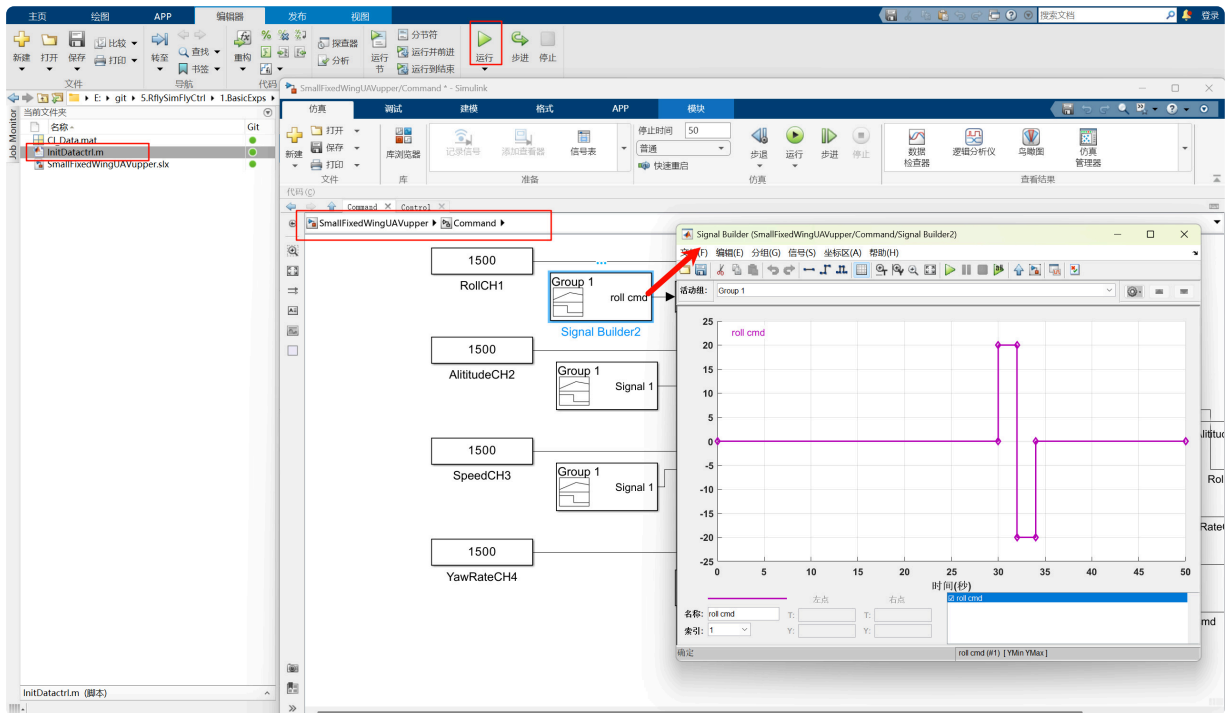 主页 绘图 APP 编辑器 发布 视图 搜索文档 登录
新建 打开 保存 比较 打印 转至 查找 书签 重构 探查器 分析 运行节 分节符 运行并前进 运行到结束 运行 步进 停止
文件 导航 代码
E: git 5.RflySimFlyCtrl 1.BasicExps
当前文件夹
名称 Git
CI_Data.mat
InitDatactrl.m
SmallFixedWingUAVupper.slx
Job Monitor
InitDatactrl.m (脚本)
SmallFixedWingUAVupper/Command * - Simulink
仿真 调试 建模 格式 APP 模块
新建 打开 保存 打印 库浏览器 记录信号 添加查看器 信号表 停止时间 50 普通 快速重启 步退 运行 步进 停止 数据检查器 逻辑分析仪 鸟瞰图 仿真管理器
文件 库 准备 仿真 查看结果
代码(C)
Command Control
SmallFixedWingUAVupper Command
1500
RollCH1
Group 1
roll cmd
Signal Builder2
1500
AlititudeCH2
Group 1
Signal 1
1500
SpeedCH3
Group 1
Signal 1
1500
YawRateCH4
Signal Builder (SmallFixedWingUAVupper/Command/Signal Builder2)
编辑(E) 分组(G) 信号(S) 坐标区(A) 帮助(H)
活动组: Group 1
roll cmd
25
20
15
10
5
0
-5
-10
-15
-20
-25
0 5 10 15 20 25 30 35 40 45 50
时间(秒)
左点 右点
名称: roll cmd T: T:
索引: 1 Y: Y:
roll cmd
确定 roll cmd (#1) [ YMin YMax ]